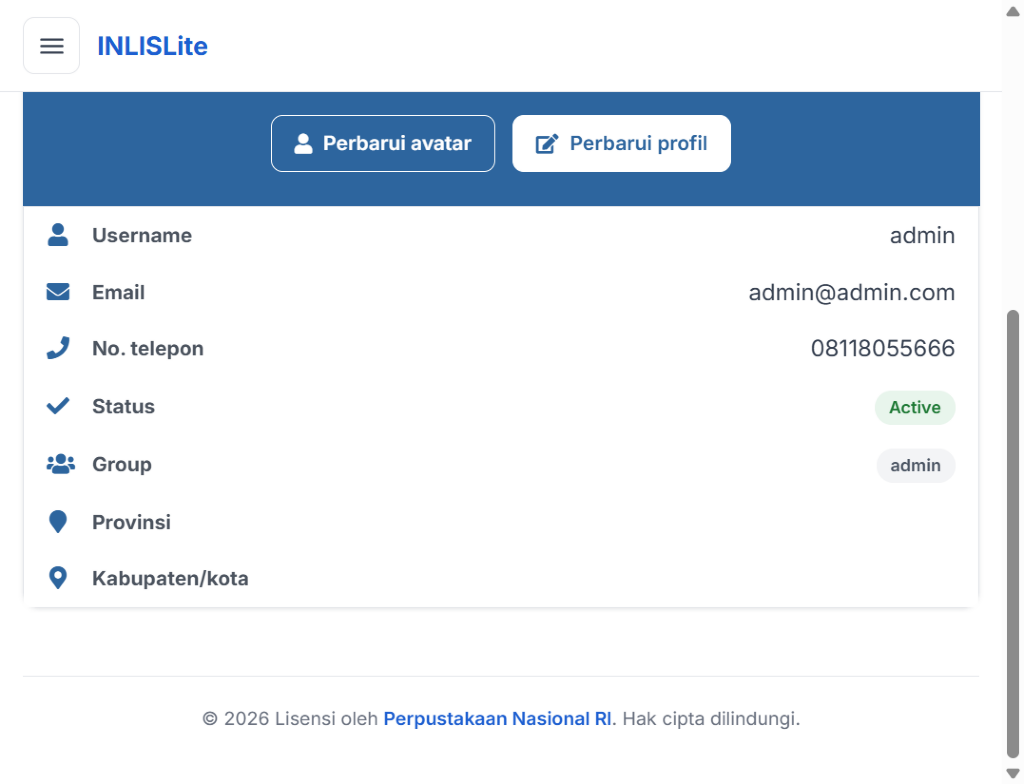 INLISLite
Perbarui avatar
Perbarui profil
Username admin
Email admin@admin.com
No. telepon 08118055666
Status Active
Group admin
Provinsi
Kabupaten/kota
© 2026 Lisensi oleh Perpustakaan Nasional RI. Hak cipta dilindungi.